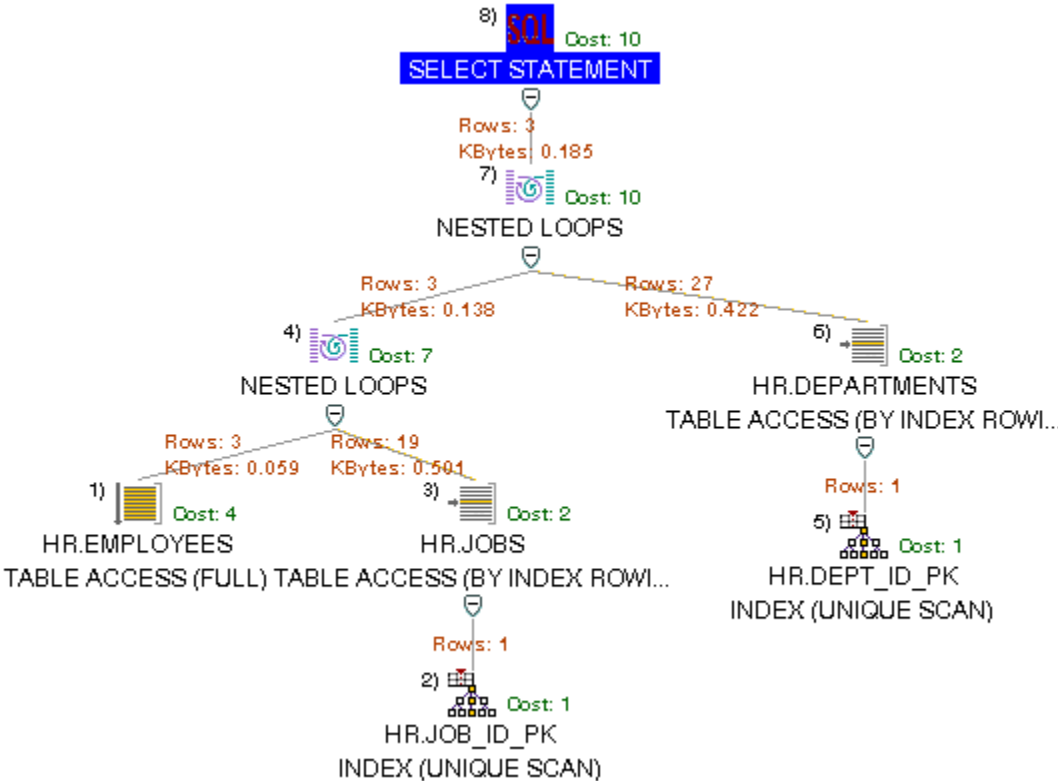 8)
SQL
Cost: 10
SELECT STATEMENT
Rows: 3
KBytes: 0.185
7)
Cost: 10
NESTED LOOPS
Rows: 3
KBytes: 0.138
Rows: 27
KBytes: 0.422
4)
Cost: 7
NESTED LOOPS
6)
Cost: 2
HR.DEPARTMENTS
TABLE ACCESS (BY INDEX ROWI...
Rows: 3
KBytes: 0.059
Rows: 19
KBytes: 0.501
1)
Cost: 4
HR.EMPLOYEES
TABLE ACCESS (FULL)
3)
Cost: 2
HR.JOBS
TABLE ACCESS (BY INDEX ROWI...
Rows: 1
5)
Cost: 1
HR.DEPT_ID_PK
INDEX (UNIQUE SCAN)
Rows: 1
2)
Cost: 1
HR.JOB_ID_PK
INDEX (UNIQUE SCAN)